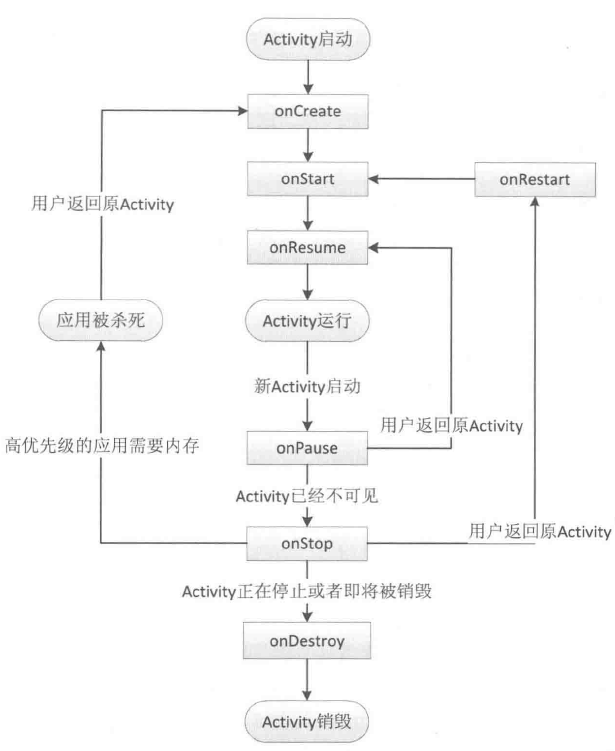 Activity启动
onCreate
onStart
onRestart
用户返回原Activity
onResume
应用被杀死
Activity运行
新Activity启动
用户返回原Activity
高优先级的应用需要内存
onPause
Activity已经不可见
用户返回原Activity
onStop
Activity正在停止或者即将被销毁
onDestroy
Activity销毁